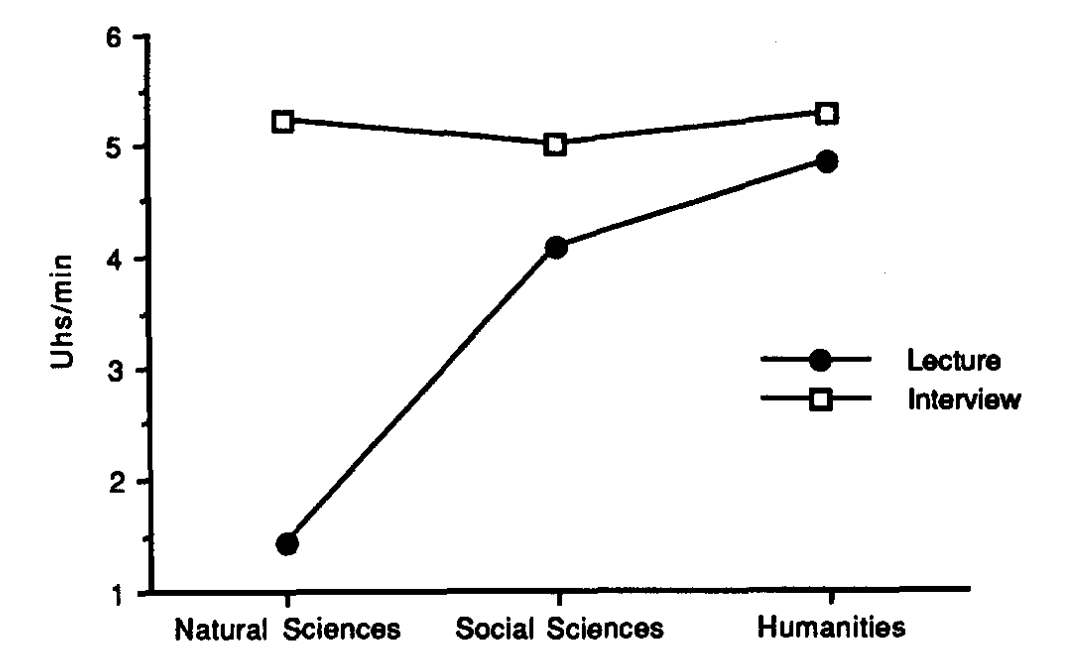 6
5
4
3
2
1
Uhs/min
Lecture
Interview
Natural Sciences
Social Sciences
Humanities